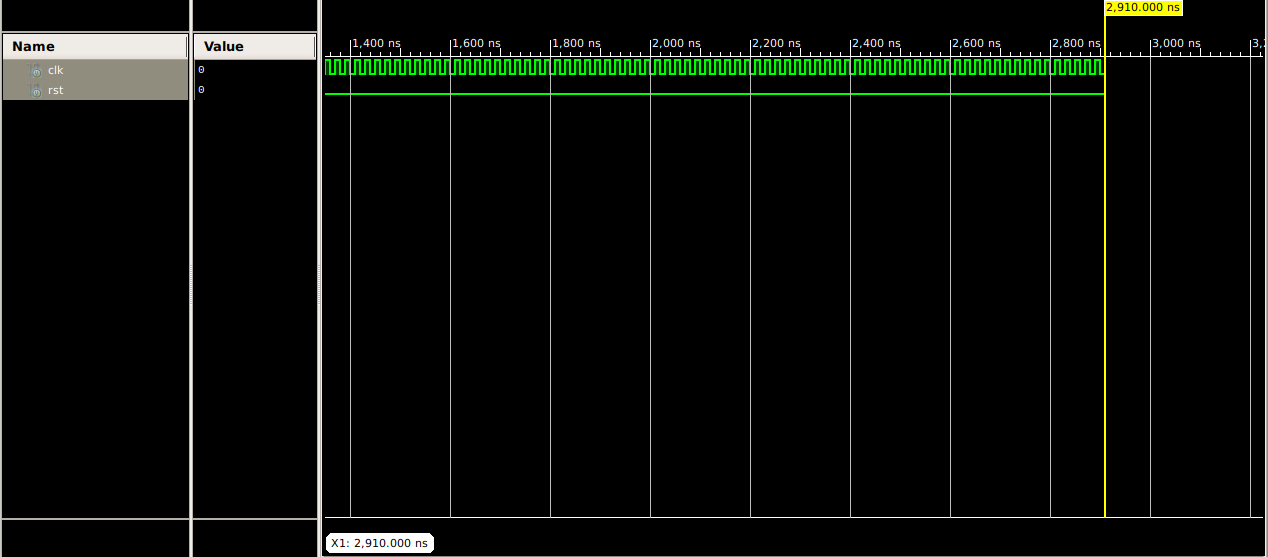 2,910.000 ns
Name Value
1,400 ns 1,600 ns 1,800 ns 2,000 ns 2,200 ns 2,400 ns 2,600 ns 2,800 ns 3,000 ns 3,2
clk 0
rst 0
X1: 2,910.000 ns